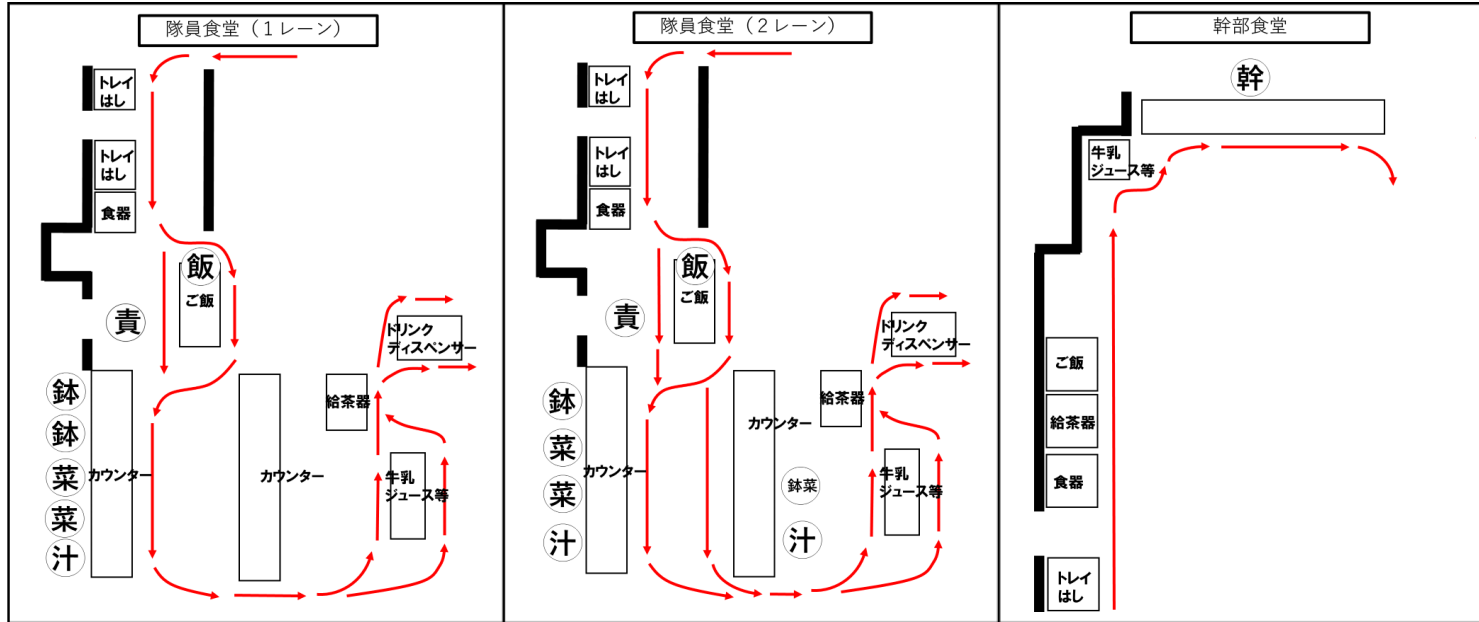 隊員食堂（１レーン）
トレイ
はし
トレイ
はし
食器
飯
ご飯
責
ドリンク
ディスペンサー
鉢
鉢
菜
菜
汁
カウンター
カウンター
給茶器
牛乳
ジュース等
隊員食堂（２レーン）
トレイ
はし
トレイ
はし
食器
飯
ご飯
責
ドリンク
ディスペンサー
鉢
菜
菜
汁
カウンター
カウンター
給茶器
鉢菜
汁
牛乳
ジュース等
幹部食堂
幹
牛乳
ジュース等
ご飯
給茶器
食器
トレイ
はし